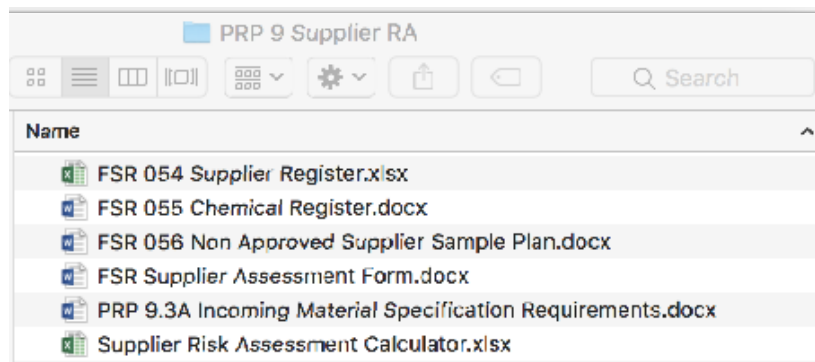 PRP 9 Supplier RA
Search
Name
FSR 054 Supplier Register.xlsx
FSR 055 Chemical Register.docx
FSR 056 Non Approved Supplier Sample Plan.docx
FSR Supplier Assessment Form.docx
PRP 9.3A Incoming Material Specification Requirements.docx
Supplier Risk Assessment Calculator.xlsx